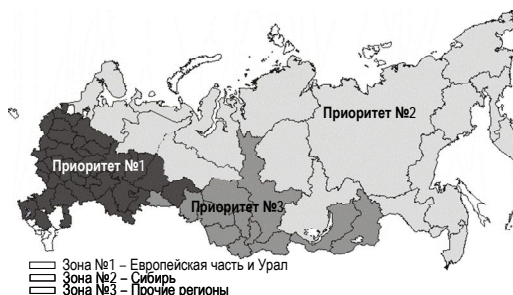 Приоритет №2
Приоритет №1
Приоритет №3
Зона №1 – Европейская часть и Урал
Зона №2 – Сибирь
Зона №3 – Прочие регионы